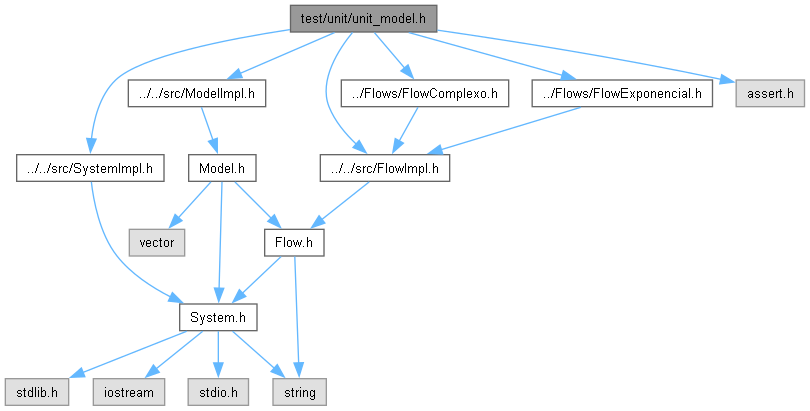 test/unit/unit_model.h
../../src/ModelImpl.h
../Flows/FlowComplexo.h
../Flows/FlowExponencial.h
assert.h
../../src/SystemImpl.h
Model.h
../../src/FlowImpl.h
vector
Flow.h
System.h
stdlib.h
iostream
stdio.h
string